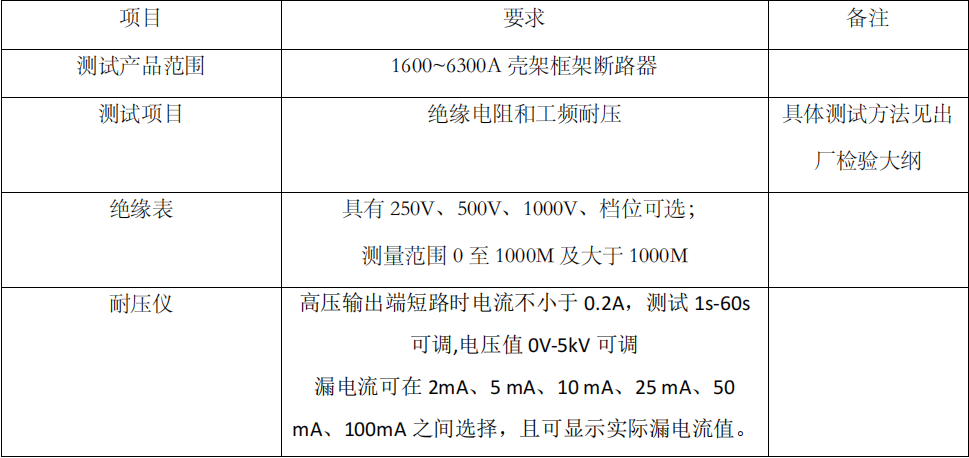 项目 要求 备注
测试产品范围 1600~6300A 壳架框架断路器
测试项目 绝缘电阻和工频耐压 具体测试方法见出
厂检验大纲
绝缘表 具有 250V、500V、1000V、档位可选；
测量范围 0 至 1000M 及大于 1000M
耐压仪 高压输出端短路时电流不小于 0.2A，测试 1s-60s
可调,电压值 0V-5kV 可调
漏电流可在 2mA、5 mA、10 mA、25 mA、50
mA、100mA 之间选择，且可显示实际漏电流值。